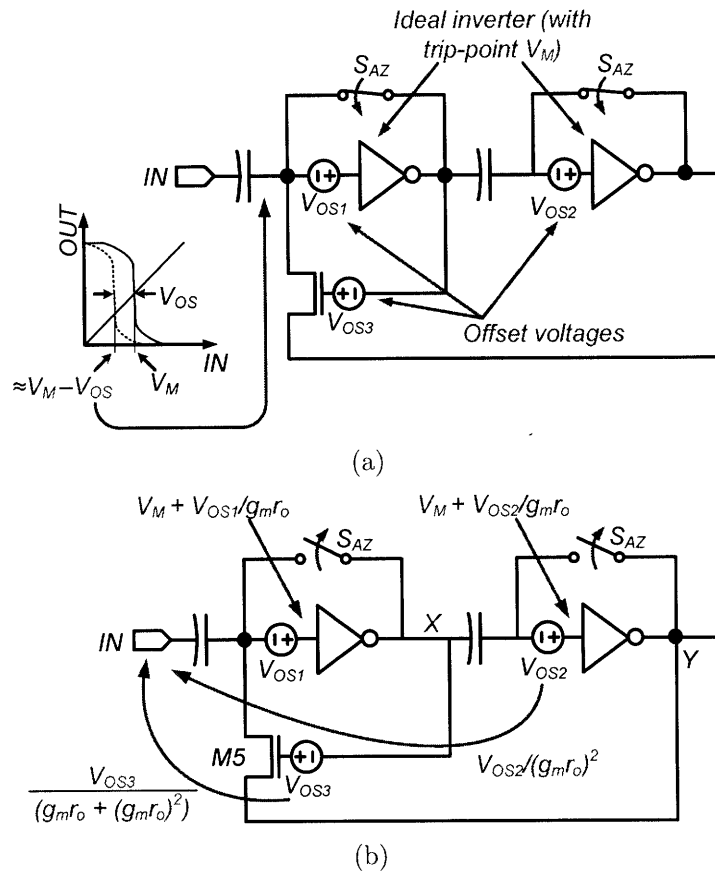 Ideal inverter (with
trip-point V_M)
S_AZ
S_AZ
IN
V_OS1
V_OS2
OUT
V_OS
V_OS3
IN
Offset voltages
≈V_M–V_OS
V_M
(a)
V_M + V_OS1/g_m r_o
V_M + V_OS2/g_m r_o
S_AZ
S_AZ
X
IN
V_OS1
V_OS2
Y
M5
V_OS3
V_OS2/(g_m r_o)^2
V_OS3
(g_m r_o + (g_m r_o)^2)
(b)